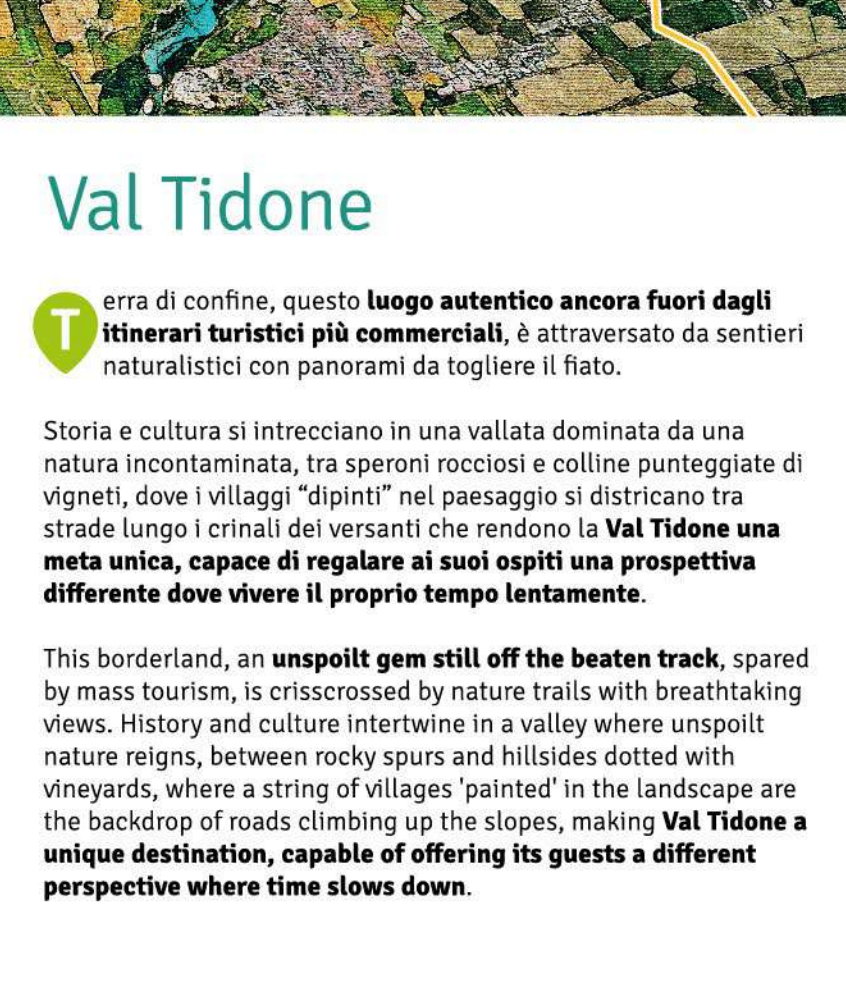 Val Tidone
Terra di confine, questo luogo autentico ancora fuori dagli
itinerari turistici più commerciali, è attraversato da sentieri
naturalistici con panorami da togliere il fiato.
Storia e cultura si intrecciano in una vallata dominata da una
natura incontaminata, tra speroni rocciosi e colline punteggiate di
vigneti, dove i villaggi “dipinti” nel paesaggio si districano tra
strade lungo i crinali dei versanti che rendono la Val Tidone una
meta unica, capace di regalare ai suoi ospiti una prospettiva
differente dove vivere il proprio tempo lentamente.
This borderland, an unspoilt gem still off the beaten track, spared
by mass tourism, is crisscrossed by nature trails with breathtaking
views. History and culture intertwine in a valley where unspoilt
nature reigns, between rocky spurs and hillsides dotted with
vineyards, where a string of villages 'painted' in the landscape are
the backdrop of roads climbing up the slopes, making Val Tidone a
unique destination, capable of offering its guests a different
perspective where time slows down.